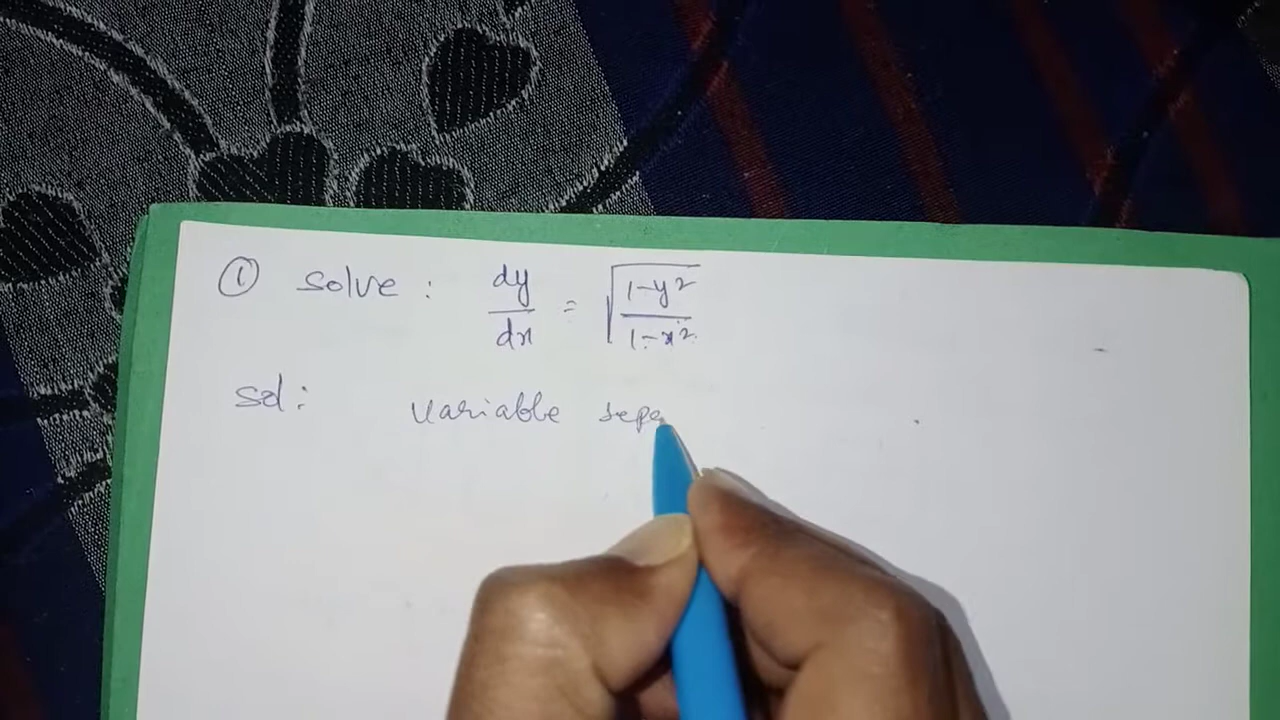 ① Solve : dy/dx = √(1-y²/1-x²)
Sol : Variable sepa